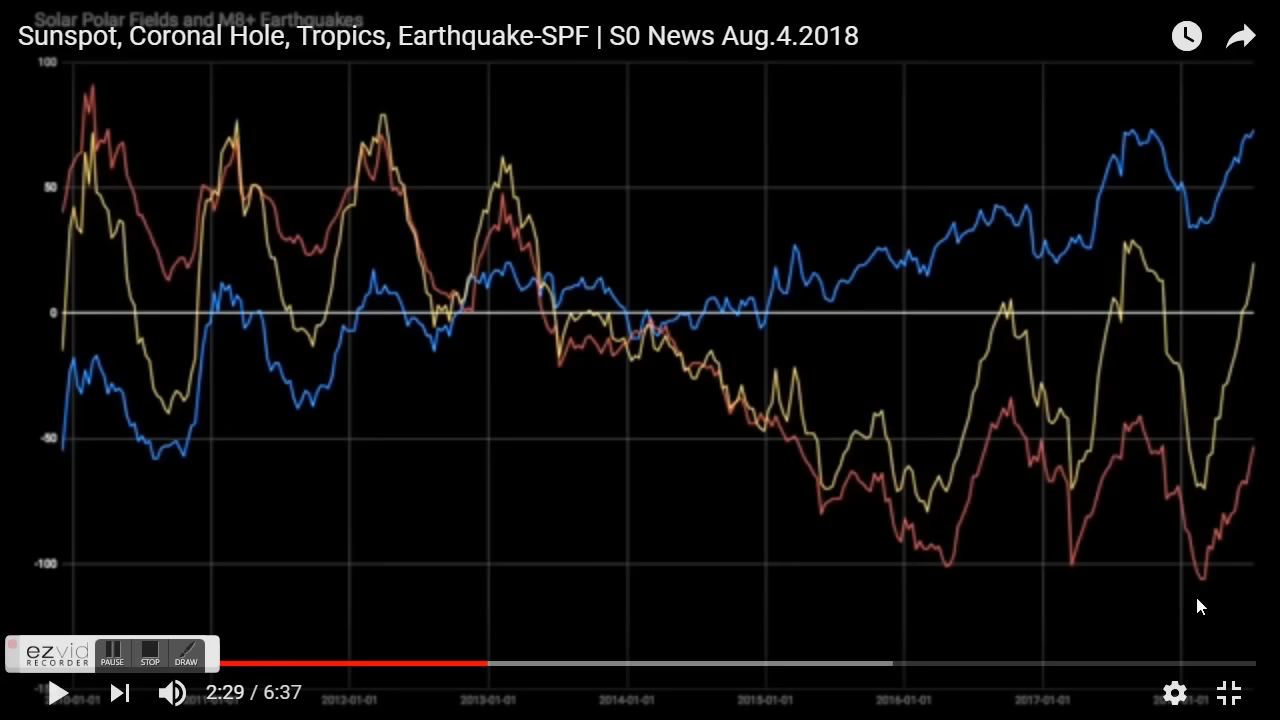 Solar Polar Fields and M8+ Earthquakes
Sunspot, Coronal Hole, Tropics, Earthquake-SPF | S0 News Aug.4.2018
100
50
0
-50
-100
ezvid
RECORDER
PAUSE
STOP
DRAW
2:29 / 6:37
2012-01-01
2013-01-01
2014-01-01
2015-01-01
2016-01-01
2017-01-01